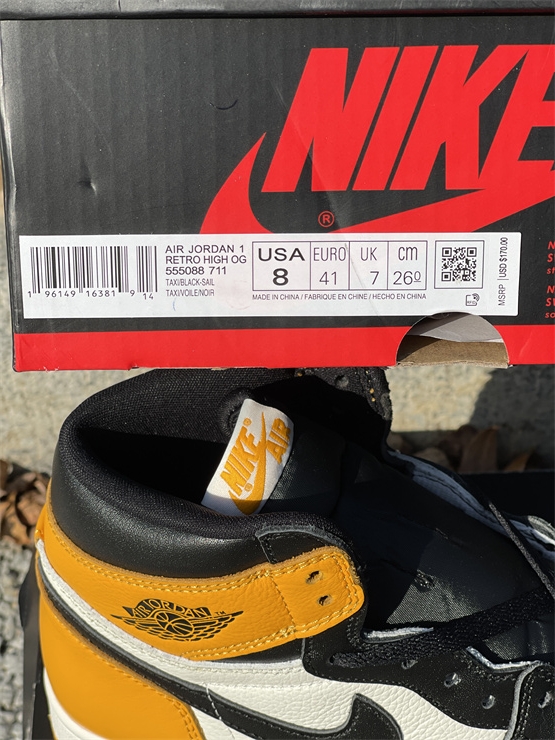 NIKE
®
AIR JORDAN 1
RETRO HIGH OG
555088 711
TAXI/BLACK-SAIL
TAXI/VOILE/NOIR
1 96149 16381 9 14
USA
8
EURO
41
UK
7
cm
26.0
MADE IN CHINA / FABRIQUE EN CHINE / HECHO EN CHINA
MSRP USD $170.00
NIKE
AIR
AIR JORDAN